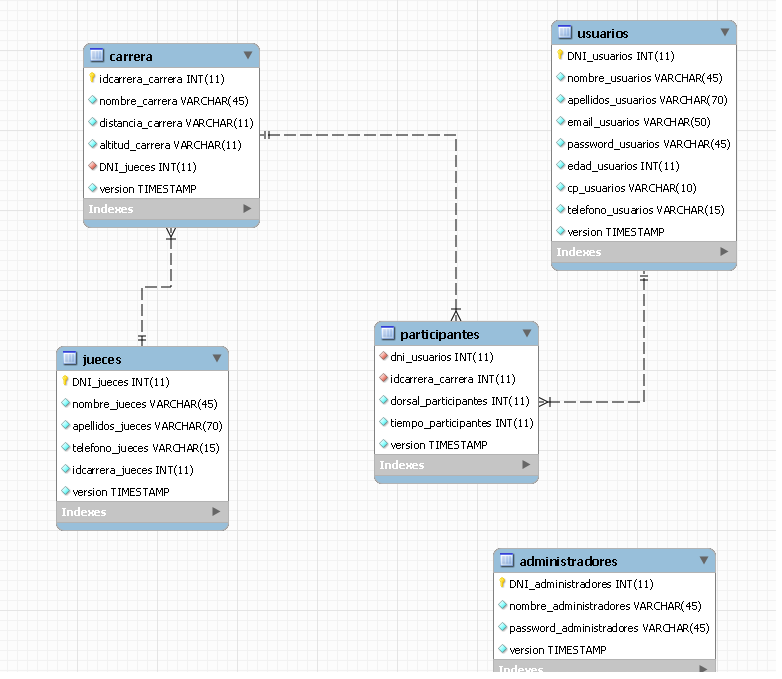 carrera
idcarrera_carrera INT(11)
nombre_carrera VARCHAR(45)
distancia_carrera VARCHAR(11)
altitud_carrera VARCHAR(11)
DNI_jueces INT(11)
version TIMESTAMP
Indexes
usuarios
DNI_usuarios INT(11)
nombre_usuarios VARCHAR(45)
apellidos_usuarios VARCHAR(70)
email_usuarios VARCHAR(50)
password_usuarios VARCHAR(45)
edad_usuarios INT(11)
cp_usuarios VARCHAR(10)
telefono_usuarios VARCHAR(15)
version TIMESTAMP
Indexes
jueces
DNI_jueces INT(11)
nombre_jueces VARCHAR(45)
apellidos_jueces VARCHAR(70)
telefono_jueces VARCHAR(15)
idcarrera_jueces INT(11)
version TIMESTAMP
Indexes
participantes
dni_usuarios INT(11)
idcarrera_carrera INT(11)
dorsal_participantes INT(11)
tiempo_participantes INT(11)
version TIMESTAMP
Indexes
administradores
DNI_administradores INT(11)
nombre_administradores VARCHAR(45)
password_administradores VARCHAR(45)
version TIMESTAMP
Indexes